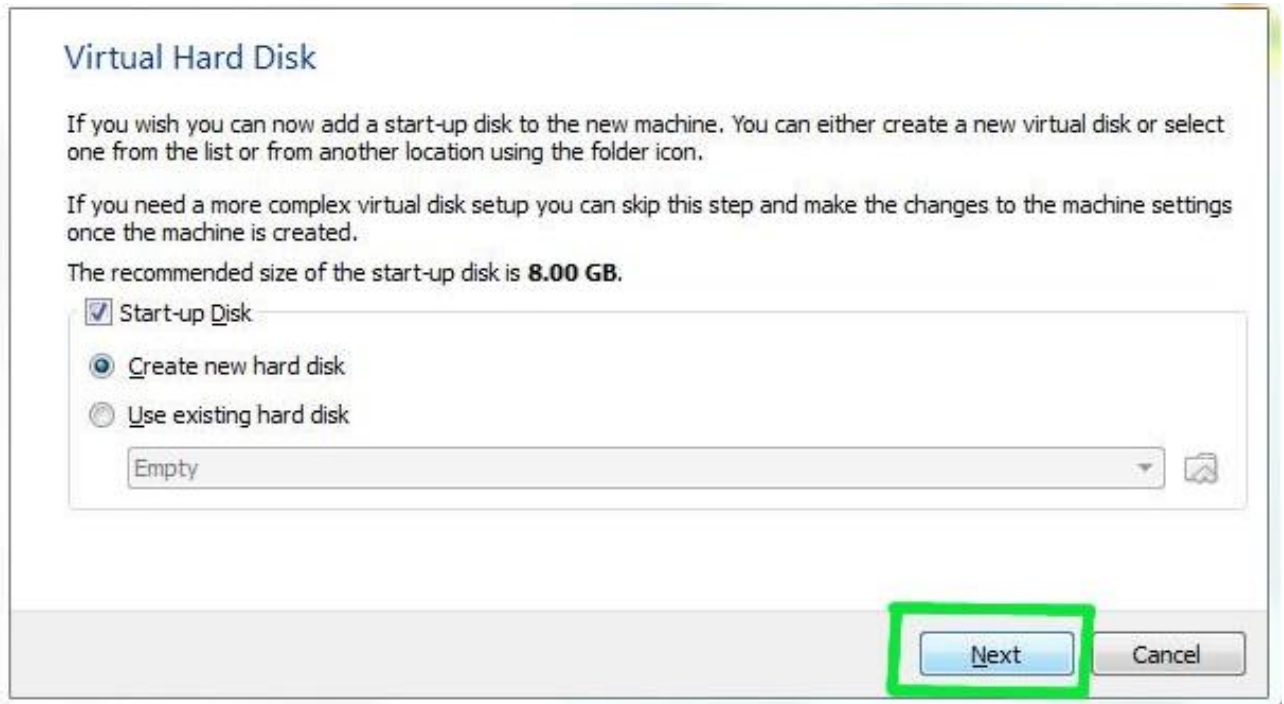 Virtual Hard Disk
If you wish you can now add a start-up disk to the new machine. You can either create a new virtual disk or select
one from the list or from another location using the folder icon.
If you need a more complex virtual disk setup you can skip this step and make the changes to the machine settings
once the machine is created.
The recommended size of the start-up disk is 8.00 GB.
Start-up Disk
Create new hard disk
Use existing hard disk
Empty
Next Cancel